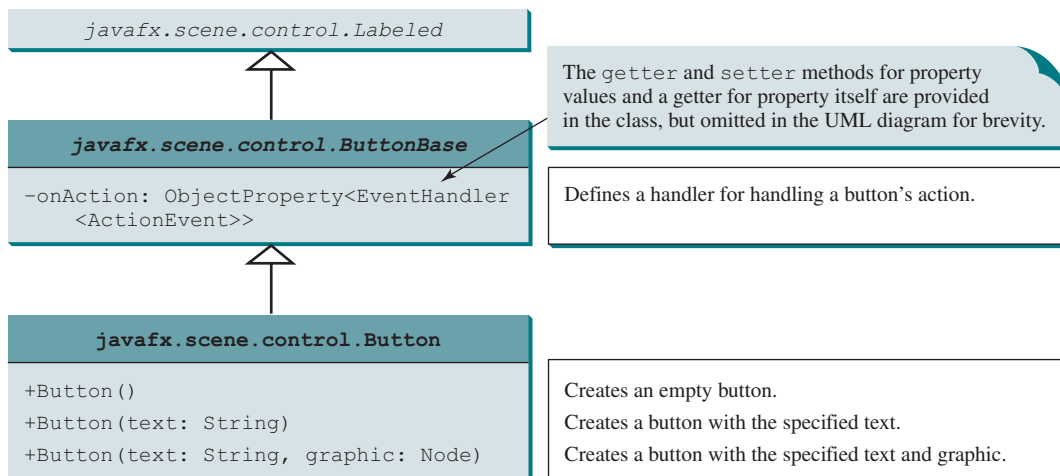 javafx.scene.control.Labeled
The getter and setter methods for property
values and a getter for property itself are provided
in the class, but omitted in the UML diagram for brevity.
javafx.scene.control.ButtonBase
-onAction: ObjectProperty<EventHandler
<ActionEvent>>
Defines a handler for handling a button's action.
javafx.scene.control.Button
+Button()
Creates an empty button.
+Button(text: String)
Creates a button with the specified text.
+Button(text: String, graphic: Node)
Creates a button with the specified text and graphic.